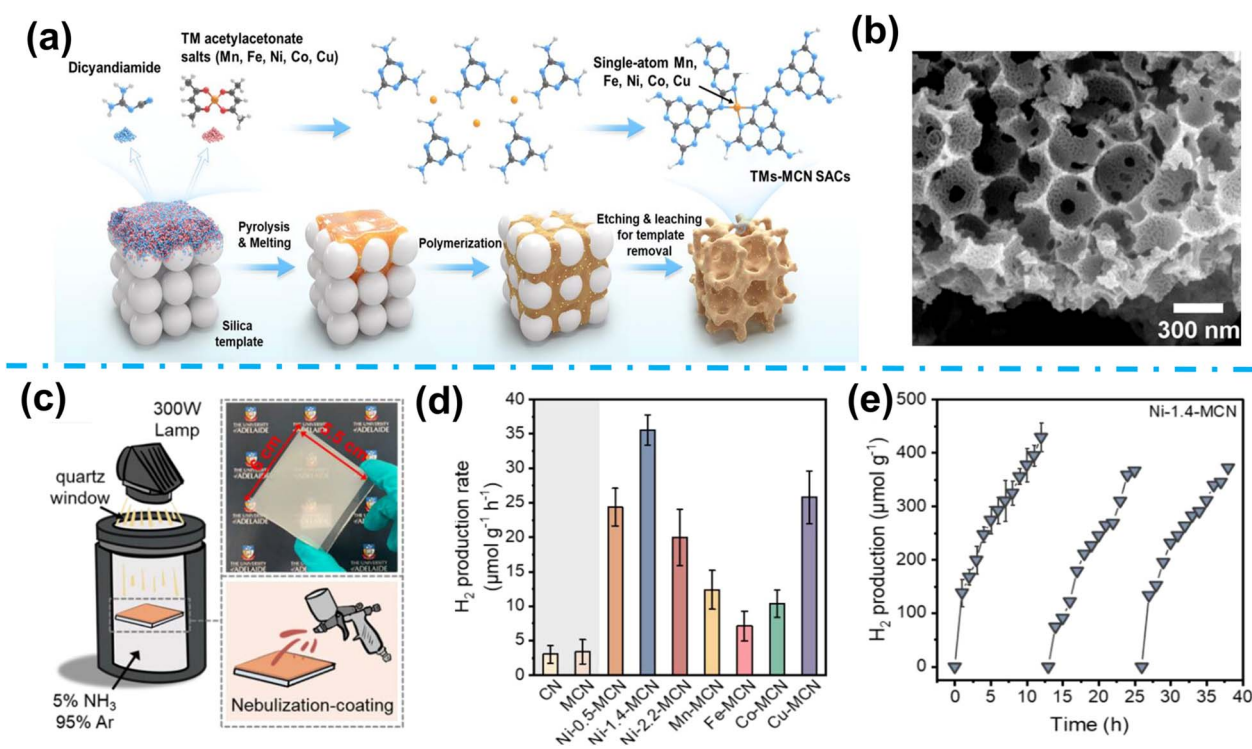 (a)
Dicyandiamide
TM acetylacetonate
salts (Mn, Fe, Ni, Co, Cu)
Single-atom Mn,
Fe, Ni, Co, Cu
TMs-MCN SACs
Pyrolysis
& Melting
Polymerization
Etching & leaching
for template
removal
Silica
template
(b)
300 nm
(c)
300W
Lamp
quartz
window
5% NH₃
95% Ar
THE UNIVERSITY
of ADELAIDE
Nebulization-coating
(d)
H₂ production rate
(μmol g⁻¹ h⁻¹)
40
35
30
25
20
15
10
5
0
CN
MCN
Ni-0.5-MCN
Ni-1.4-MCN
Ni-2.2-MCN
Mn-MCN
Fe-MCN
Co-MCN
Cu-MCN
(e)
Ni-1.4-MCN
H₂ production (μmol g⁻¹)
500
400
300
200
100
0
0 5 10 15 20 25 30 35 40
Time (h)